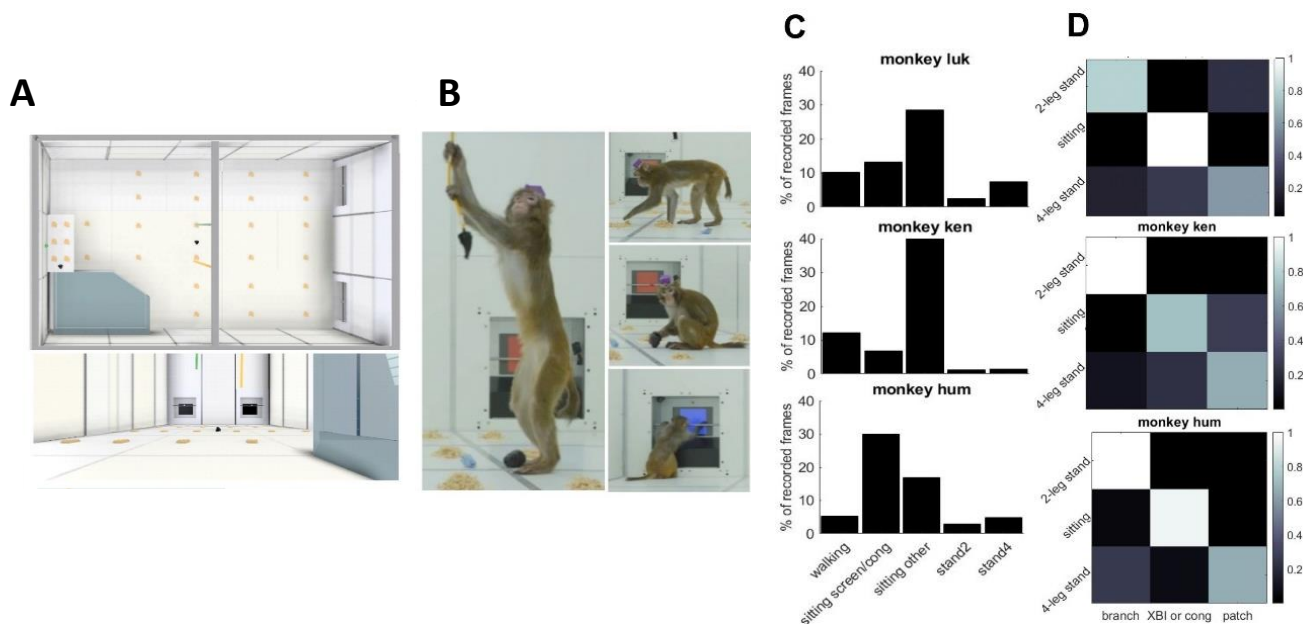 A
B
C
D
monkey luk
% of recorded frames
40
30
20
10
0
monkey ken
% of recorded frames
40
30
20
10
0
monkey hum
% of recorded frames
40
30
20
10
0
walking
sitting screen/cong
sitting other
stand2
stand4
2-leg stand
sitting
4-leg stand
1
0.8
0.6
0.4
0.2
monkey ken
2-leg stand
sitting
4-leg stand
1
0.8
0.6
0.4
0.2
monkey hum
2-leg stand
sitting
4-leg stand
1
0.8
0.6
0.4
0.2
branch
XBI or cong
patch